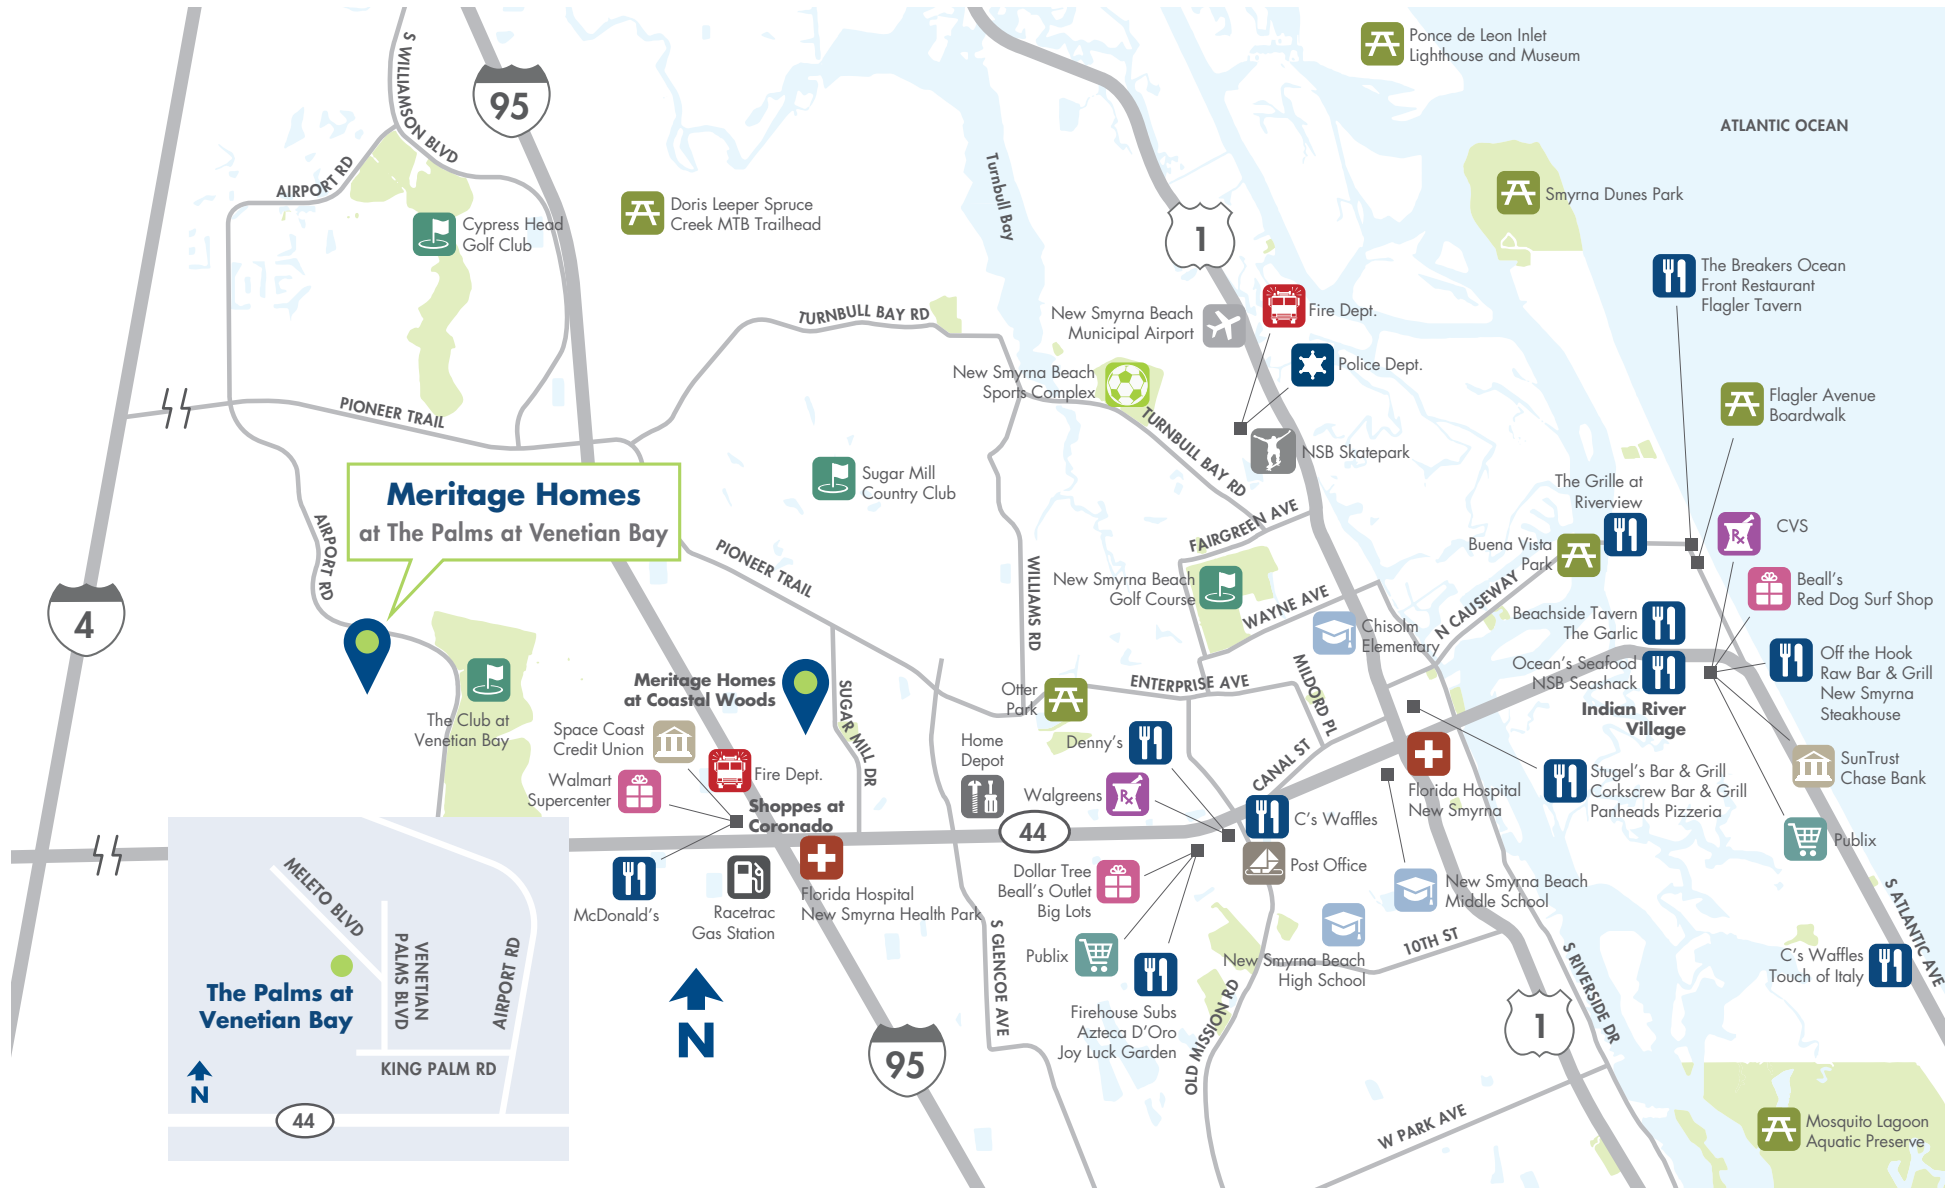 S WILLIAMSON BLVD
95
AIRPORT RD
Cypress Head
Golf Club
Doris Leeper Spruce
Creek MTB Trailhead
Turnbull Bay
1
Ponce de Leon Inlet
Lighthouse and Museum
ATLANTIC OCEAN
Smyrna Dunes Park
The Breakers Ocean
Front Restaurant
Flagler Tavern
TURNBULL BAY RD
New Smyrna Beach
Municipal Airport
Fire Dept.
Police Dept.
New Smyrna Beach
Sports Complex
TURNBULL BAY RD
NSB Skatepark
Flagler Avenue
Boardwalk
PIONEER TRAIL
Meritage Homes
at The Palms at Venetian Bay
Sugar Mill
Country Club
AIRPORT RD
PIONEER TRAIL
WILLIAMS RD
FAIRGREEN AVE
New Smyrna Beach
Golf Course
WAYNE AVE
Chisolm
Elementary
N CAUSEWAY
The Grille at
Riverview
Buena Vista
Park
CVS
Rx
Beall's
Red Dog Surf Shop
Beachside Tavern
The Garlic
Ocean's Seafood
NSB Seashack
Indian River
Village
Off the Hook
Raw Bar & Grill
New Smyrna
Steakhouse
SunTrust
Chase Bank
Publix
4
The Club at
Venetian Bay
Meritage Homes
at Coastal Woods
SUGAR MILL DR
Space Coast
Credit Union
Fire Dept.
Walmart
Supercenter
Shoppes at
Coronado
McDonald's
Racetrac
Gas Station
Florida Hospital
New Smyrna Health Park
Otter
Park
ENTERPRISE AVE
MILDORD PL
Home
Depot
Denny's
Walgreens
Rx
CANAL ST
44
C's Waffles
Post Office
Florida Hospital
New Smyrna
Stugel's Bar & Grill
Corkscrew Bar & Grill
Panheads Pizzeria
Dollar Tree
Beall's Outlet
Big Lots
Publix
Firehouse Subs
Azteca D'Oro
Joy Luck Garden
New Smyrna Beach
Middle School
New Smyrna Beach
High School
10TH ST
S GLENCOE AVE
OLD MISSION RD
S RIVERSIDE DR
S ATLANTIC AVE
C's Waffles
Touch of Italy
1
95
N
W PARK AVE
Mosquito Lagoon
Aquatic Preserve
MELETO BLVD
VENETIAN
PALMS BLVD
AIRPORT RD
The Palms at
Venetian Bay
KING PALM RD
N
44